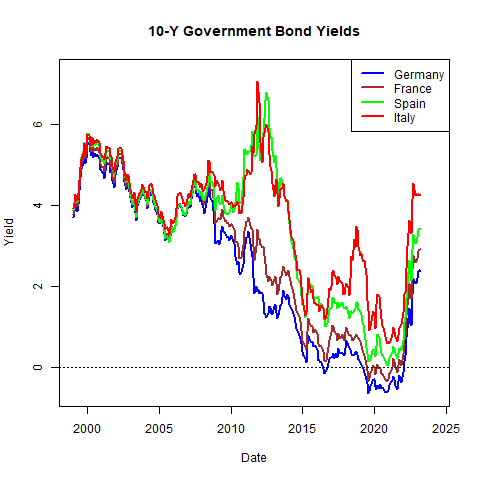 10-Y Government Bond Yields
Germany
France
Spain
Italy
Yield
6
4
2
0
2000 2005 2010 2015 2020 2025
Date